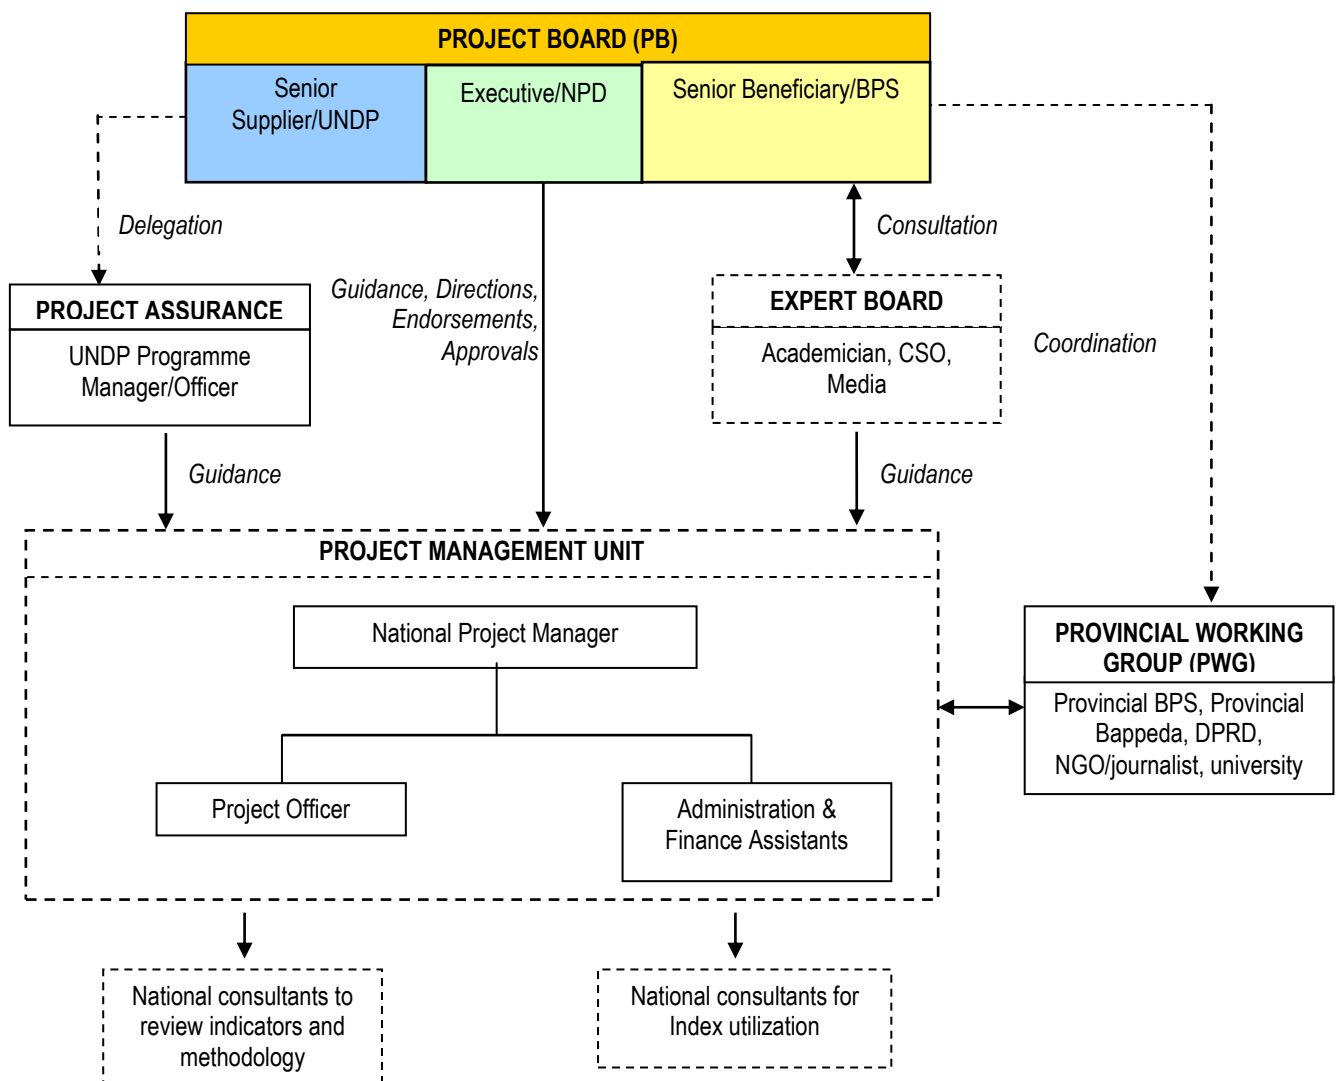 PROJECT BOARD (PB)
Senior
Supplier/UNDP
Executive/NPD
Senior Beneficiary/BPS
Delegation
Consultation
Guidance, Directions,
Endorsements,
Approvals
PROJECT ASSURANCE
UNDP Programme
Manager/Officer
EXPERT BOARD
Academician, CSO,
Media
Coordination
Guidance
Guidance
PROJECT MANAGEMENT UNIT
National Project Manager
Project Officer
Administration &
Finance Assistants
PROVINCIAL WORKING
GROUP (PWG)
Provincial BPS, Provincial
Bappeda, DPRD,
NGO/journalist, university
National consultants to
review indicators and
methodology
National consultants for
Index utilization